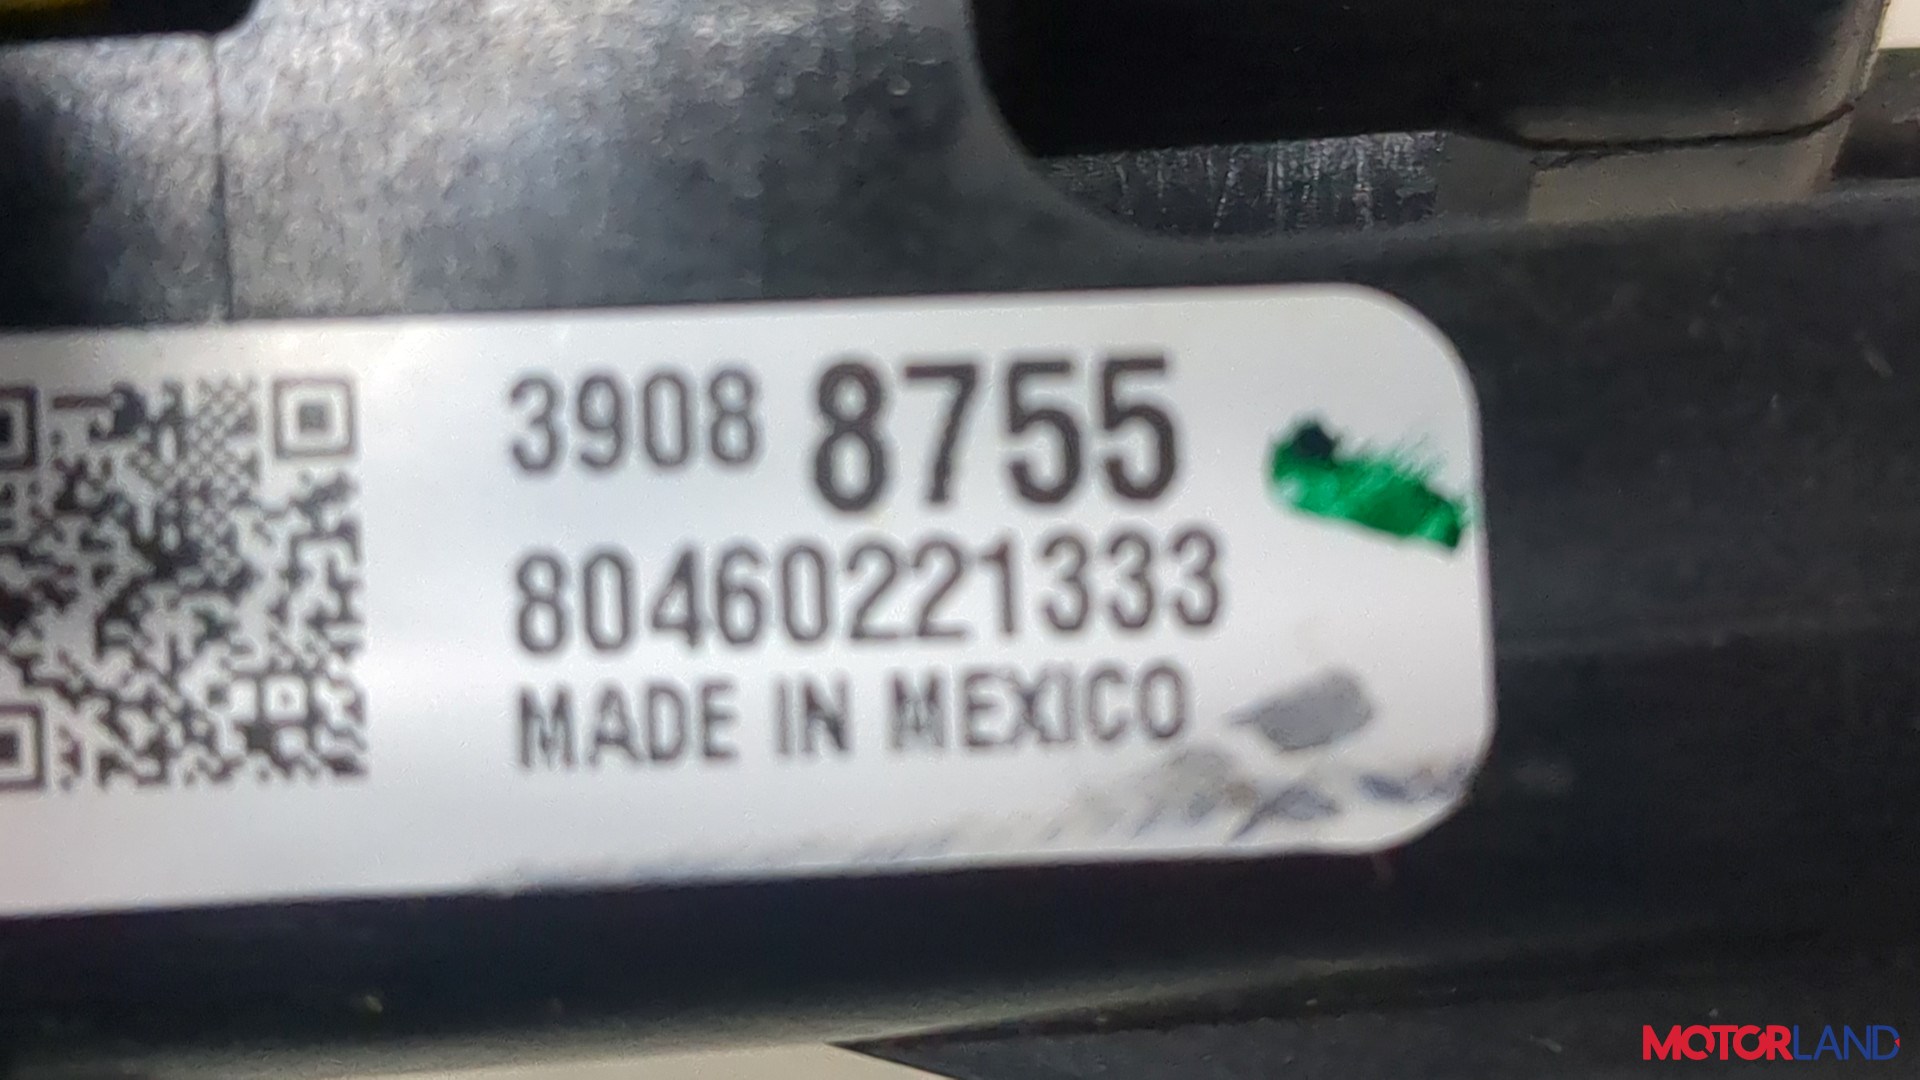 3908 8755
80460221333
MADE IN MEXICO
MOTORLAND